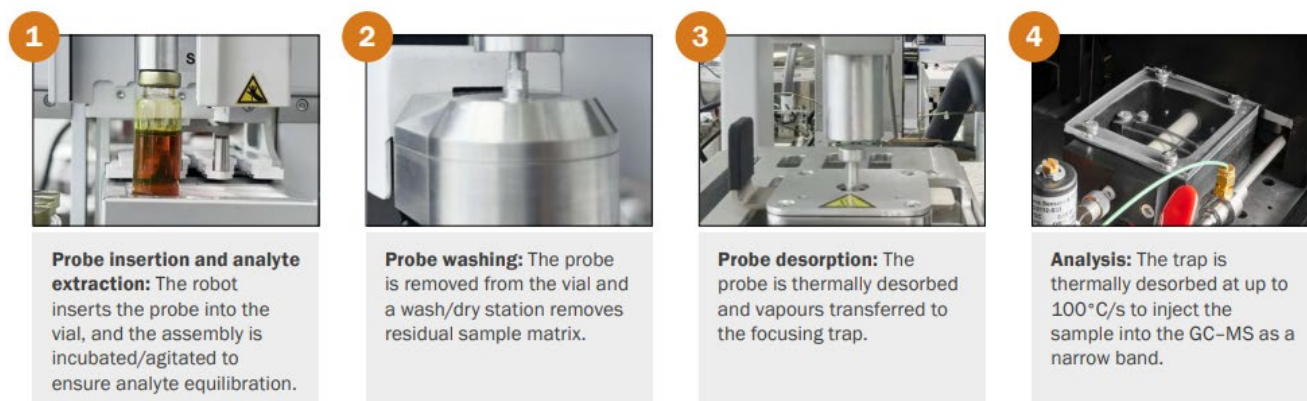 1
2
3
4
S
Probe insertion and analyte
extraction: The robot
inserts the probe into the
vial, and the assembly is
incubated/agitated to
ensure analyte equilibration.
Probe washing: The probe
is removed from the vial and
a wash/dry station removes
residual sample matrix.
Probe desorption: The
probe is thermally desorbed
and vapours transferred to
the focusing trap.
Analysis: The trap is
thermally desorbed at up to
100°C/s to inject the
sample into the GC–MS as a
narrow band.